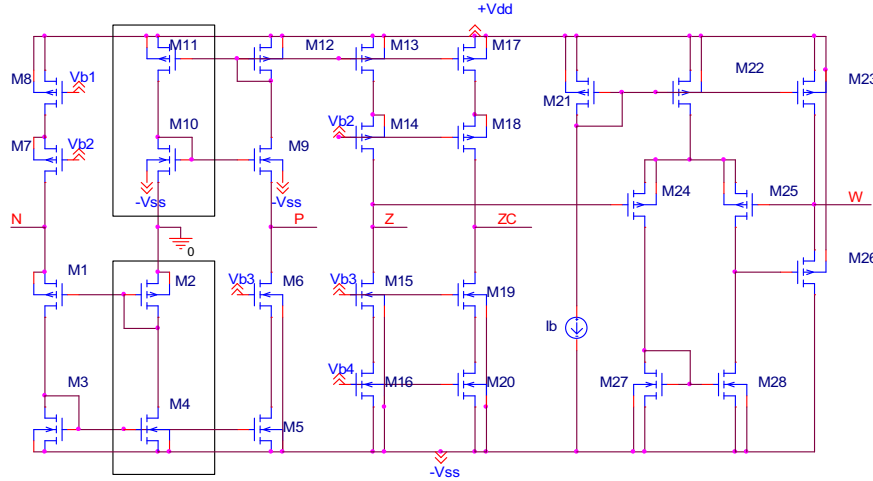 +Vdd
M11
M12
M13
M17
M8
Vb1
M22
M23
M21
M10
M14
M18
Vb2
M7
Vb2
M9
-Vss
-Vss
M24
M25
N
P
Z
ZC
W
0
M1
M2
M6
M15
M19
M26
Vb3
Vb3
Ib
M3
M4
Vb4
M16
M20
M27
M28
M5
-Vss